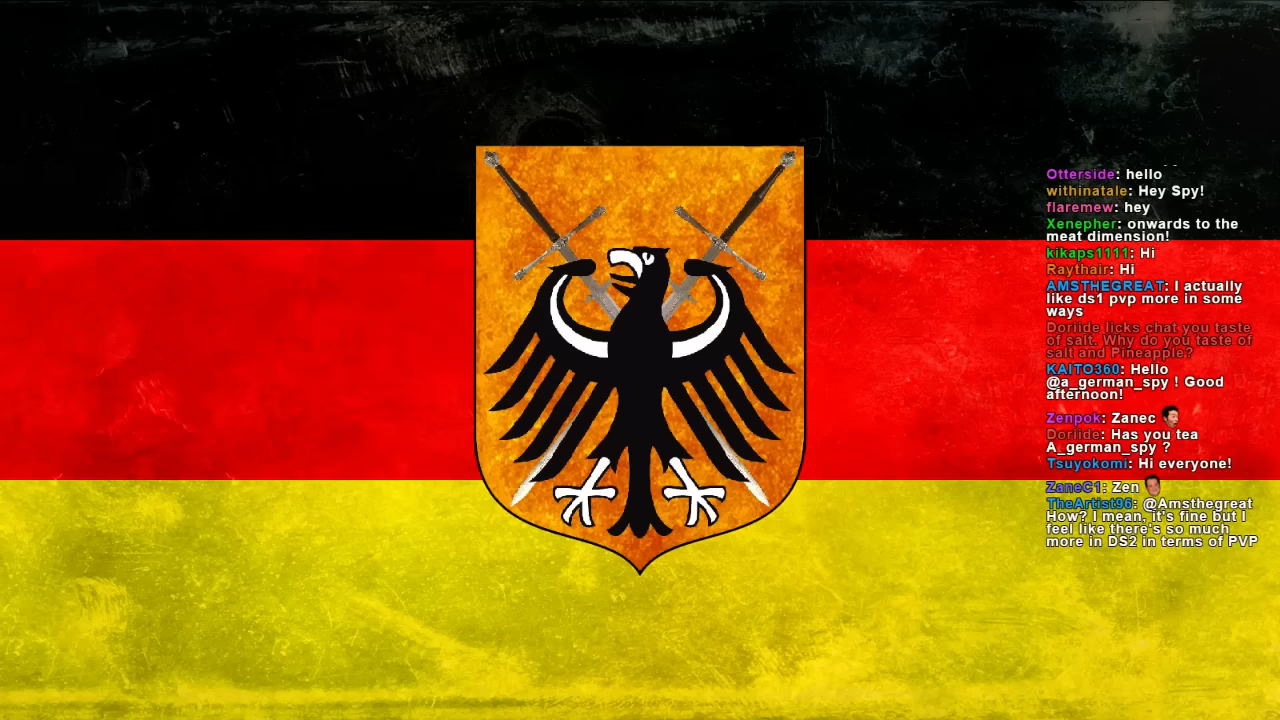 Otterside: hello
withinatale: Hey Spy!
flaremew: hey
Xenepher: onwards to the
meat dimension!
kikaps1111: Hi
Raythair: Hi
AMSTHEGREAT: I actually
like ds1 pvp more in some
ways
Doriide licks chat you taste
of salt. Why do you taste of
salt and Pineapple?
KAITO360: Hello
@a_german_spy ! Good
afternoon!
Zenpok: Zanec
Doriide: Has you tea
A_german_spy ?
Tsuyokomi: Hi everyone!
ZaneC1: Zen
TheArtist96: @Amsthegreat
How? I mean, it's fine but I
feel like there's so much
more in DS2 in terms of PVP